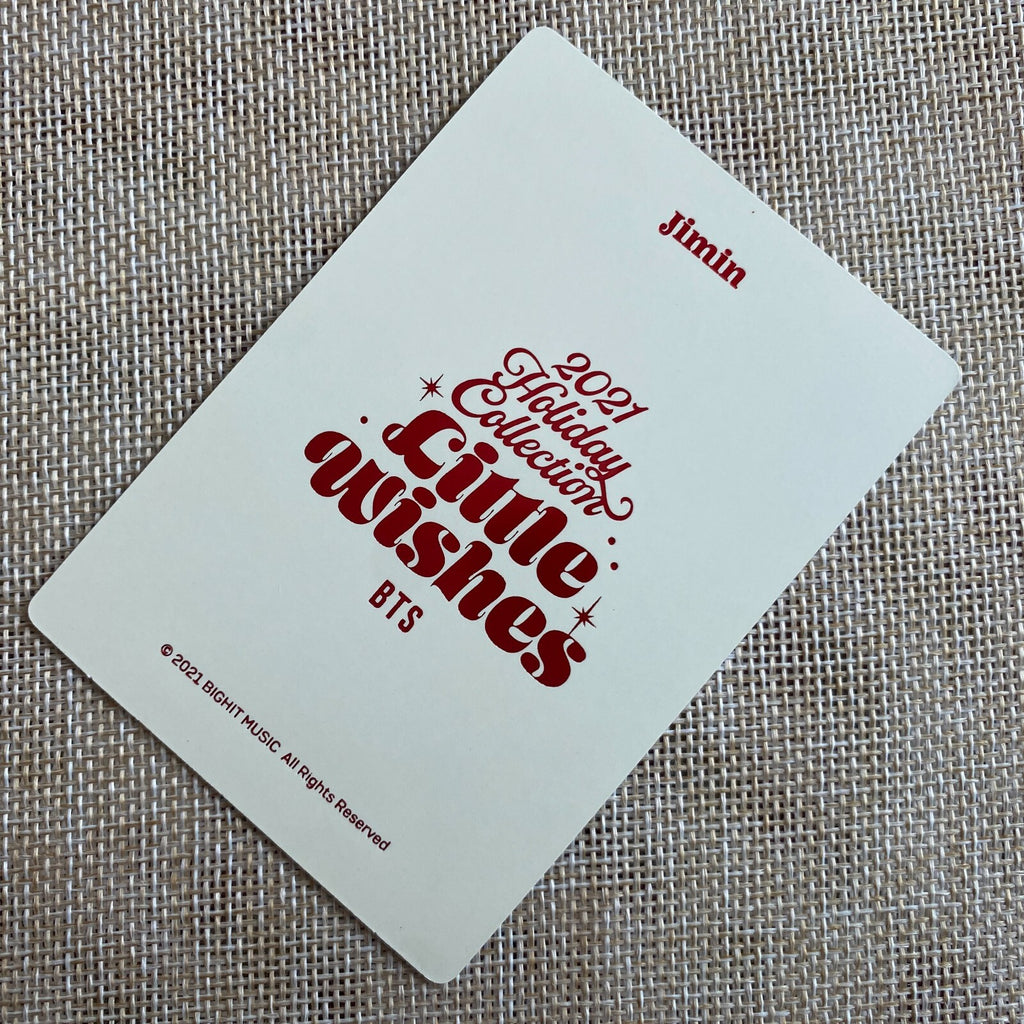 Jimin
2021
Holiday
Collection
Little
Wishes
BTS
© 2021 BIGHIT MUSIC All Rights Reserved